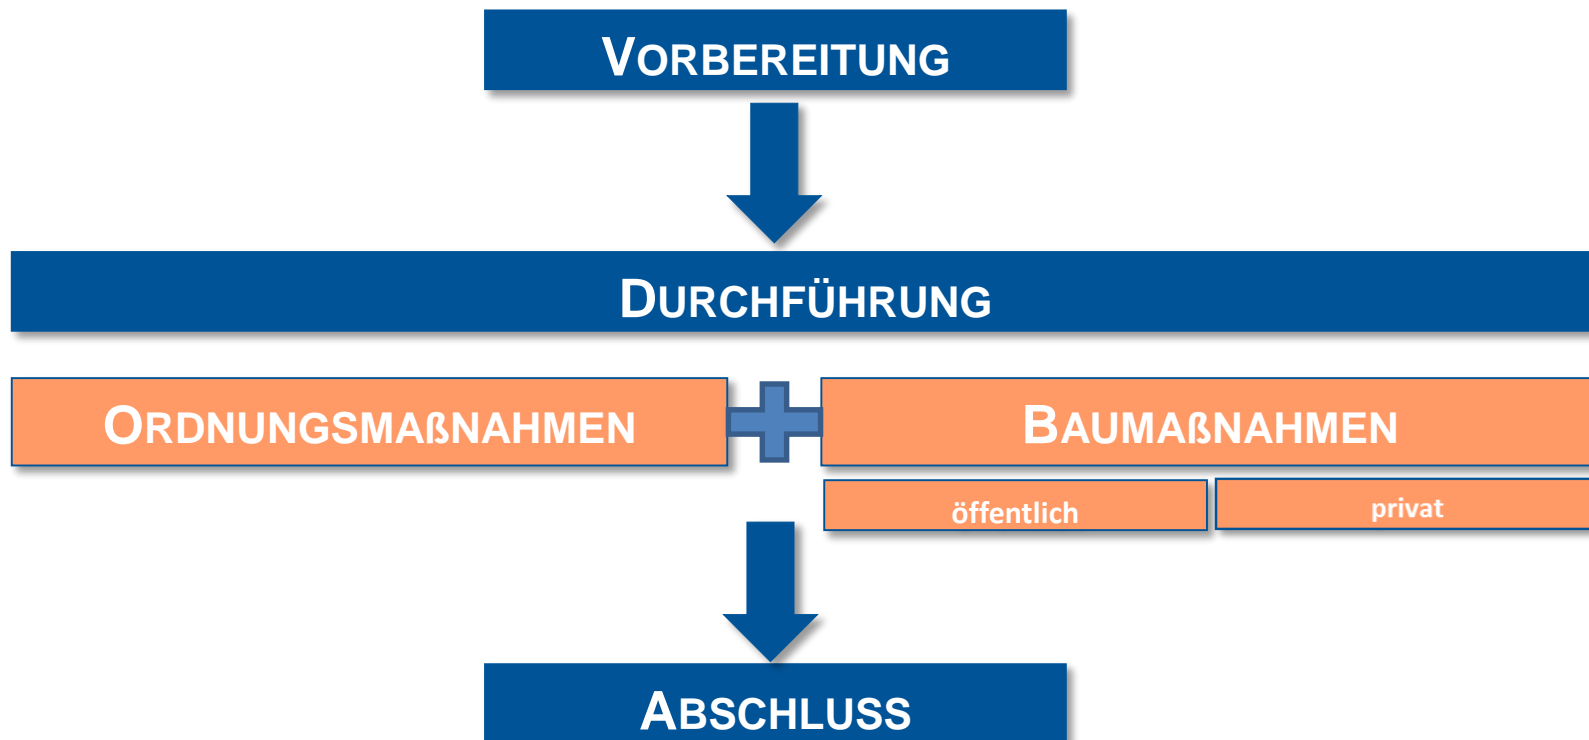 VORBEREITUNG
DURCHFÜHRUNG
ORDNUNGSMAßNAHMEN
BAUMAßNAHMEN
öffentlich
privat
ABSCHLUSS